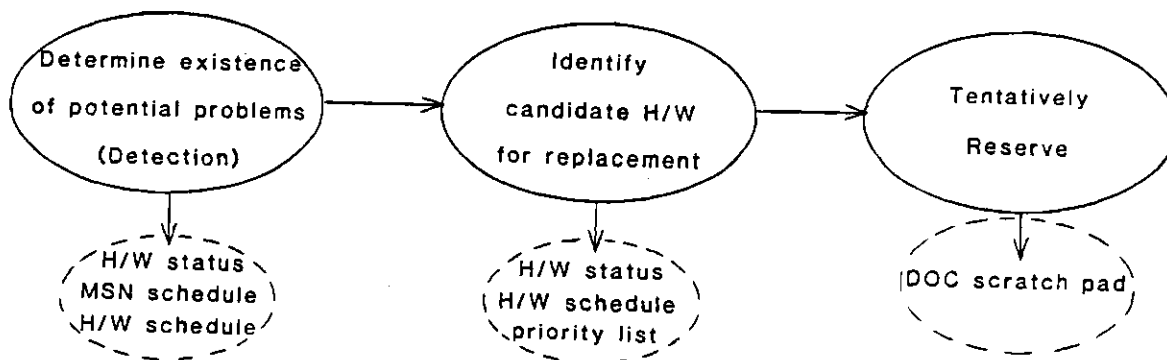 Determine existence
of potential problems
(Detection)
Identify
candidate H/W
for replacement
Tentatively
Reserve
H/W status
MSN schedule
H/W schedule
H/W status
H/W schedule
priority list
DOC scratch pad